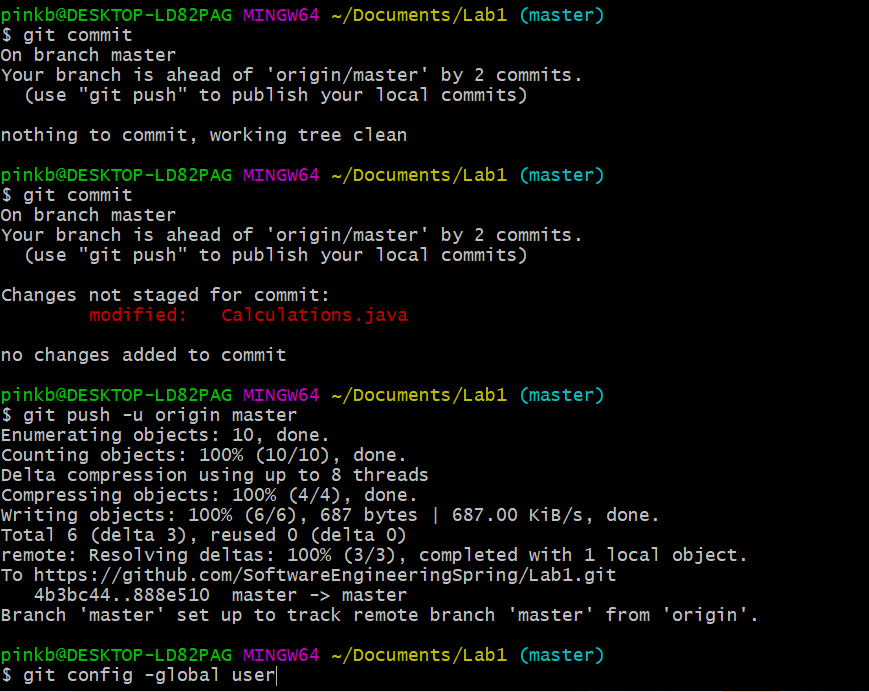 pinkb@DESKTOP-LD82PAG MINGW64 ~/Documents/Lab1 (master)
$ git commit
On branch master
Your branch is ahead of 'origin/master' by 2 commits.
  (use "git push" to publish your local commits)

nothing to commit, working tree clean

pinkb@DESKTOP-LD82PAG MINGW64 ~/Documents/Lab1 (master)
$ git commit
On branch master
Your branch is ahead of 'origin/master' by 2 commits.
  (use "git push" to publish your local commits)

Changes not staged for commit:
        modified:   Calculations.java

no changes added to commit

pinkb@DESKTOP-LD82PAG MINGW64 ~/Documents/Lab1 (master)
$ git push -u origin master
Enumerating objects: 10, done.
Counting objects: 100% (10/10), done.
Delta compression using up to 8 threads
Compressing objects: 100% (4/4), done.
Writing objects: 100% (6/6), 687 bytes | 687.00 KiB/s, done.
Total 6 (delta 3), reused 0 (delta 0)
remote: Resolving deltas: 100% (3/3), completed with 1 local object.
To https://github.com/SoftwareEngineeringSpring/Lab1.git
   4b3bc44..888e510  master -> master
Branch 'master' set up to track remote branch 'master' from 'origin'.

pinkb@DESKTOP-LD82PAG MINGW64 ~/Documents/Lab1 (master)
$ git config -global user